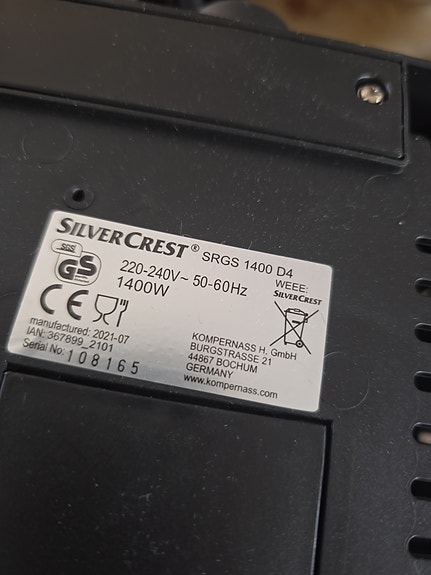 SILVERCREST® SRGS 1400 D4
SGS
GS
220-240V~ 50-60Hz
1400W
WEEE:
SILVERCREST
CE
manufactured: 2021-07
IAN: 367899_2101
Serial No: 108165
KOMPERNASS H. GmbH
BURGSTRASSE 21
44867 BOCHUM
GERMANY
www.kompernass.com